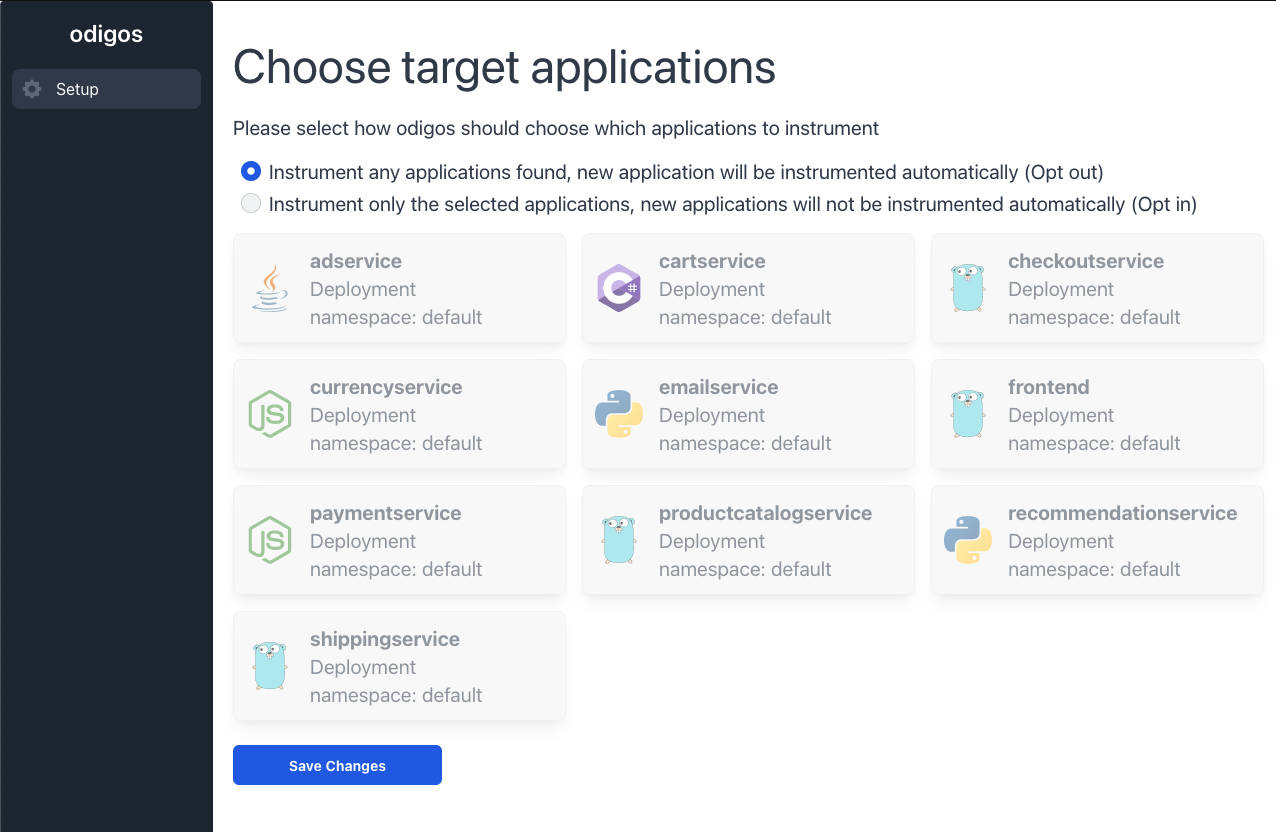 odigos
Setup
Choose target applications
Please select how odigos should choose which applications to instrument
Instrument any applications found, new application will be instrumented automatically (Opt out)
Instrument only the selected applications, new applications will not be instrumented automatically (Opt in)
adservice
Deployment
namespace: default
C#
cartservice
Deployment
namespace: default
checkoutservice
Deployment
namespace: default
JS
currencyservice
Deployment
namespace: default
emailservice
Deployment
namespace: default
frontend
Deployment
namespace: default
JS
paymentservice
Deployment
namespace: default
productcatalogservice
Deployment
namespace: default
recommendationservice
Deployment
namespace: default
shippingservice
Deployment
namespace: default
Save Changes